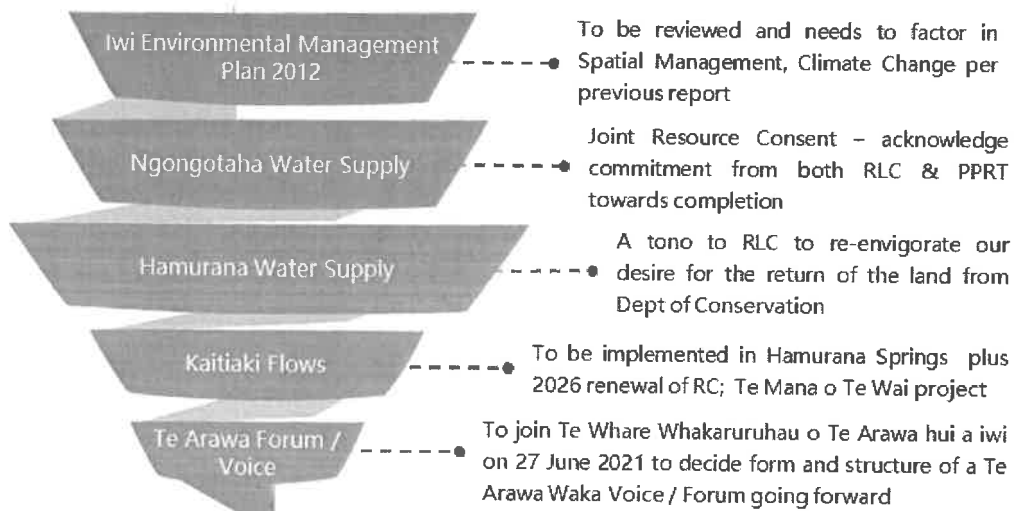 Iwi Environmental Management
Plan 2012
To be reviewed and needs to factor in
Spatial Management, Climate Change per
previous report
Ngongotaha Water Supply
Joint Resource Consent – acknowledge
commitment from both RLC & PPRT
towards completion
Hamurana Water Supply
A tono to RLC to re-envigorate our
desire for the return of the land from
Dept of Conservation
Kaitiaki Flows
To be implemented in Hamurana Springs plus
2026 renewal of RC; Te Mana o Te Wai project
Te Arawa Forum /
Voice
To join Te Whare Whakaruruhau o Te Arawa hui a iwi
on 27 June 2021 to decide form and structure of a Te
Arawa Waka Voice / Forum going forward